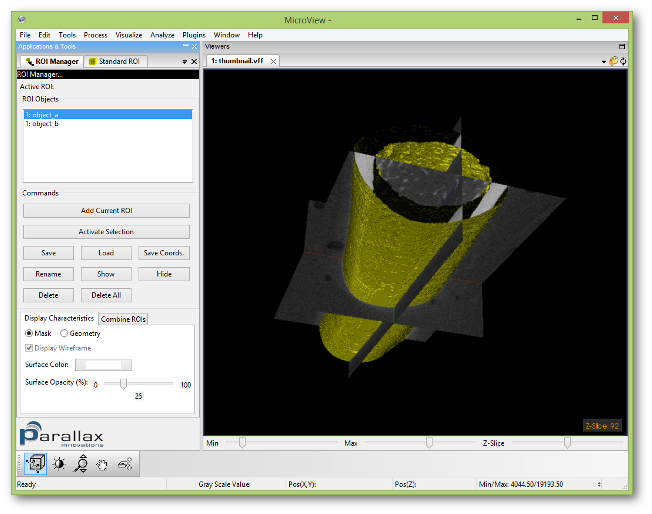 MicroView -
File Edit Tools Process Visualize Analyze Plugins Window Help
Applications & Tools
Viewers
ROI Manager
Standard ROI
1: thumbnail.vff
ROI Manager...
Active ROI:
ROI Objects
1: object_a
1: object_b
Commands
Add Current ROI
Activate Selection
Save Load Save Coords.
Rename Show Hide
Delete Delete All
Display Characteristics Combine ROIs
Mask Geometry
Display Wireframe
Surface Color:
Surface Opacity (%): 0 100
25
Z-Slice: 92
Parallax
innovations
Min Max Z-Slice
Ready Gray Scale Value: Pos(X,Y): Pos(Z): Min/Max: 4044.50/19193.50